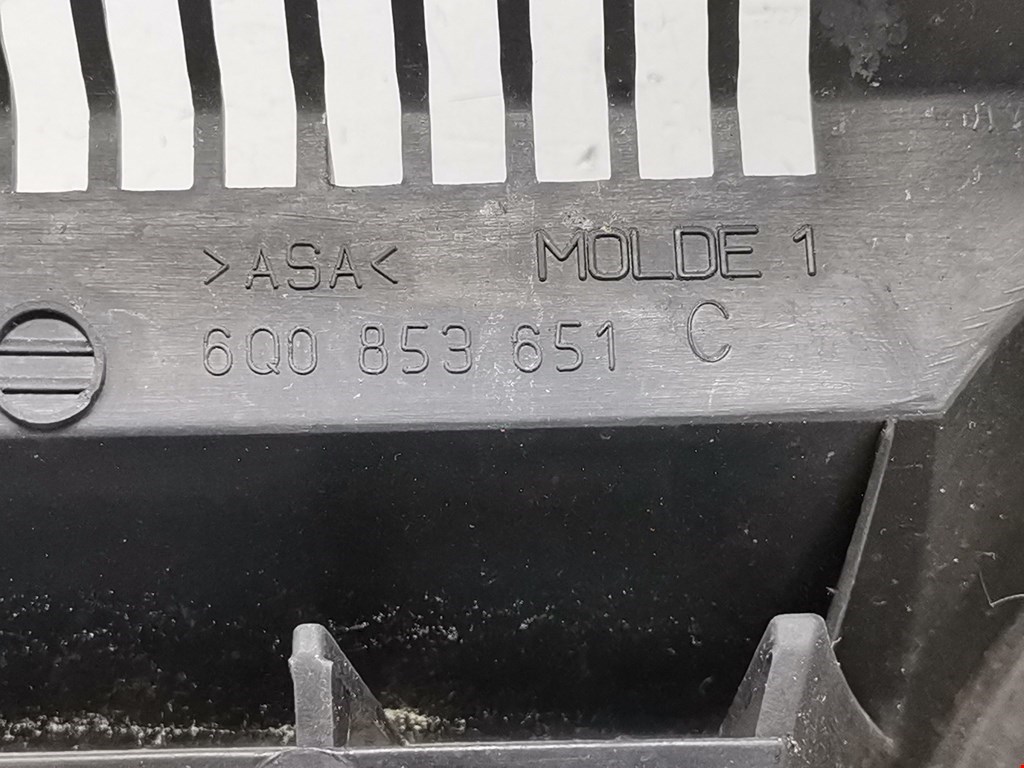 >ASA< MOLDE 1
6Q0 853 651 C